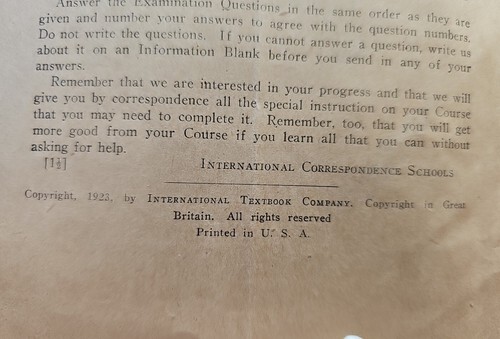 Answer the Examination Questions in the same order as they are
given and number your answers to agree with the question numbers.
Do not write the questions. If you cannot answer a question, write us
about it on an Information Blank before you send in any of your
answers.
Remember that we are interested in your progress and that we will
give you by correspondence all the special instruction on your Course
that you may need to complete it. Remember, too, that you will get
more good from your Course if you learn all that you can without
asking for help.
[1½] INTERNATIONAL CORRESPONDENCE SCHOOLS
Copyright, 1923, by INTERNATIONAL TEXTBOOK COMPANY. Copyright in Great
Britain. All rights reserved
Printed in U. S. A.